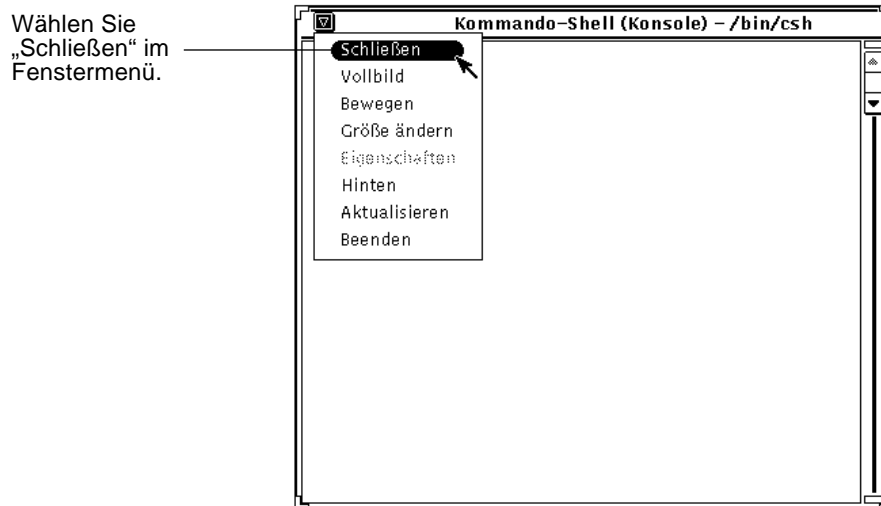 Wählen Sie
„Schließen“ im
Fenstermenü.
Kommando-Shell (Konsole) – /bin/csh
Schließen
Vollbild
Bewegen
Größe ändern
Eigenschaften
Hinten
Aktualisieren
Beenden